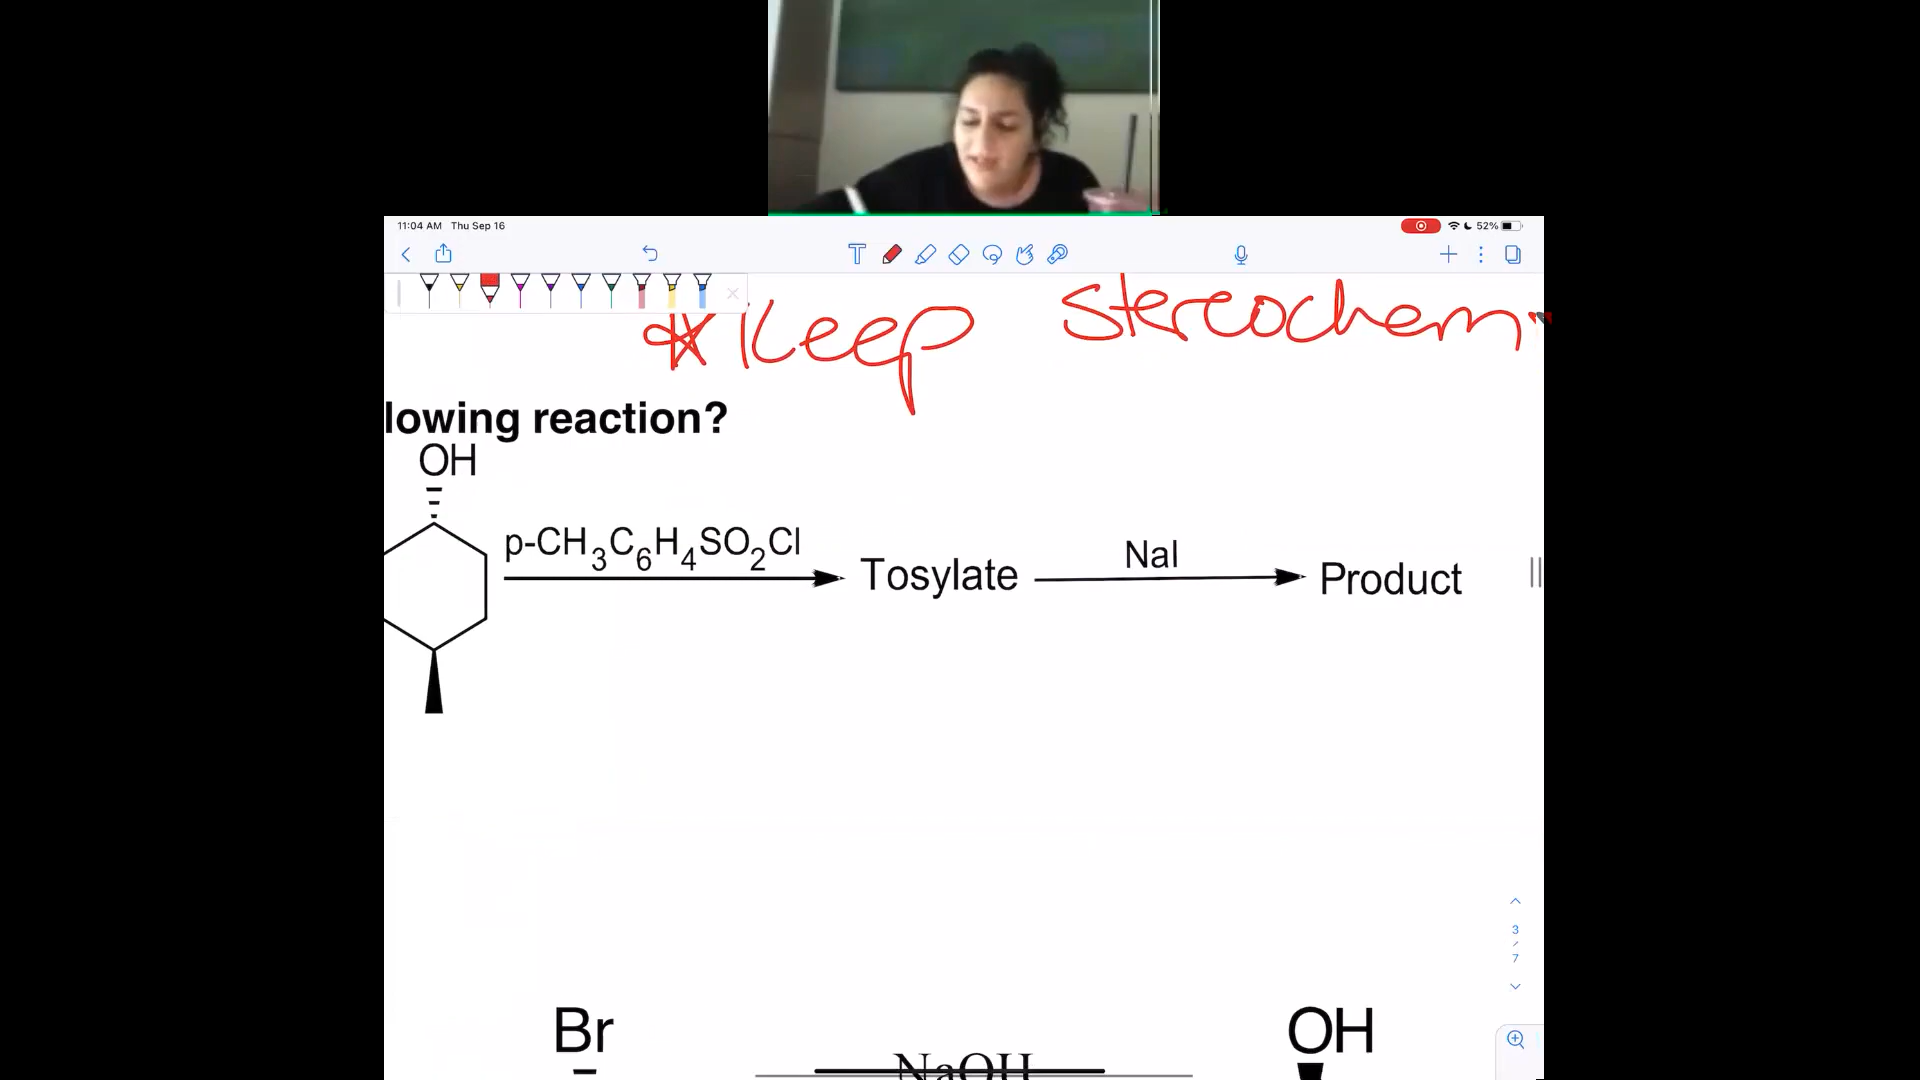 11:04 AM Thu Sep 16
52%
T
*Keep Stereochem
lowing reaction?
OH
p-CH3C6H4SO2Cl
Tosylate
NaI
Product
3
/
7
Br
NaOH
OH